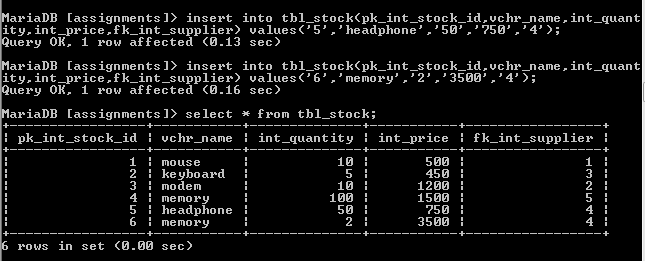 MariaDB [assignments]> insert into tbl_stock(pk_int_stock_id,vchr_name,int_quant
ity,int_price,fk_int_supplier) values('5','headphone','50','750','4');
Query OK, 1 row affected (0.13 sec)
MariaDB [assignments]> insert into tbl_stock(pk_int_stock_id,vchr_name,int_quant
ity,int_price,fk_int_supplier) values('6','memory','2','3500','4');
Query OK, 1 row affected (0.16 sec)
MariaDB [assignments]> select * from tbl_stock;
+-----------------+-----------+--------------+-----------+-----------------+
| pk_int_stock_id | vchr_name | int_quantity | int_price | fk_int_supplier |
+-----------------+-----------+--------------+-----------+-----------------+
|               1 | mouse     |           10 |       500 |               1 |
|               2 | keyboard  |            5 |       450 |               3 |
|               3 | modem     |           10 |      1200 |               2 |
|               4 | memory    |          100 |      1500 |               5 |
|               5 | headphone |           50 |       750 |               4 |
|               6 | memory    |            2 |      3500 |               4 |
+-----------------+-----------+--------------+-----------+-----------------+
6 rows in set (0.00 sec)